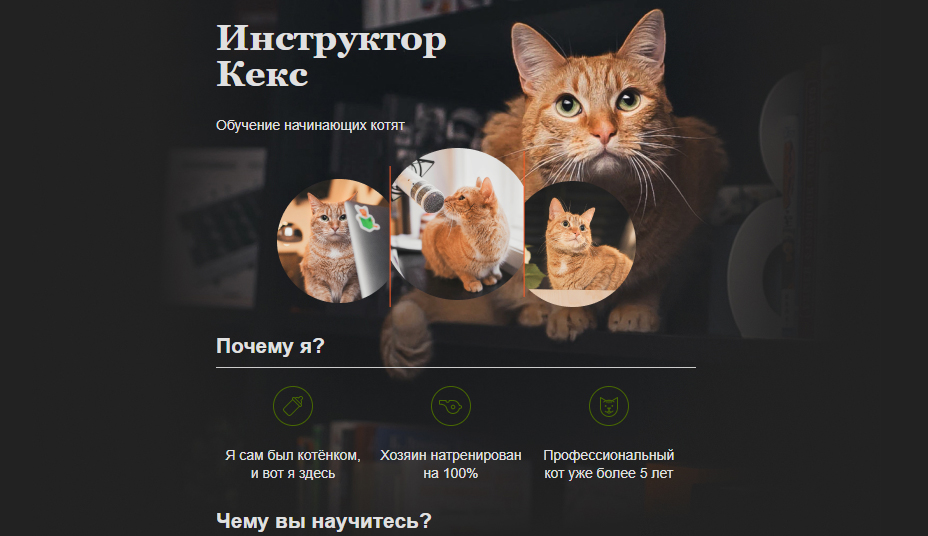 Инструктор
Кекс
Обучение начинающих котят
Почему я?
Я сам был котёнком,
и вот я здесь
Хозяин натренирован
на 100%
Профессиональный
кот уже более 5 лет
Чему вы научитесь?